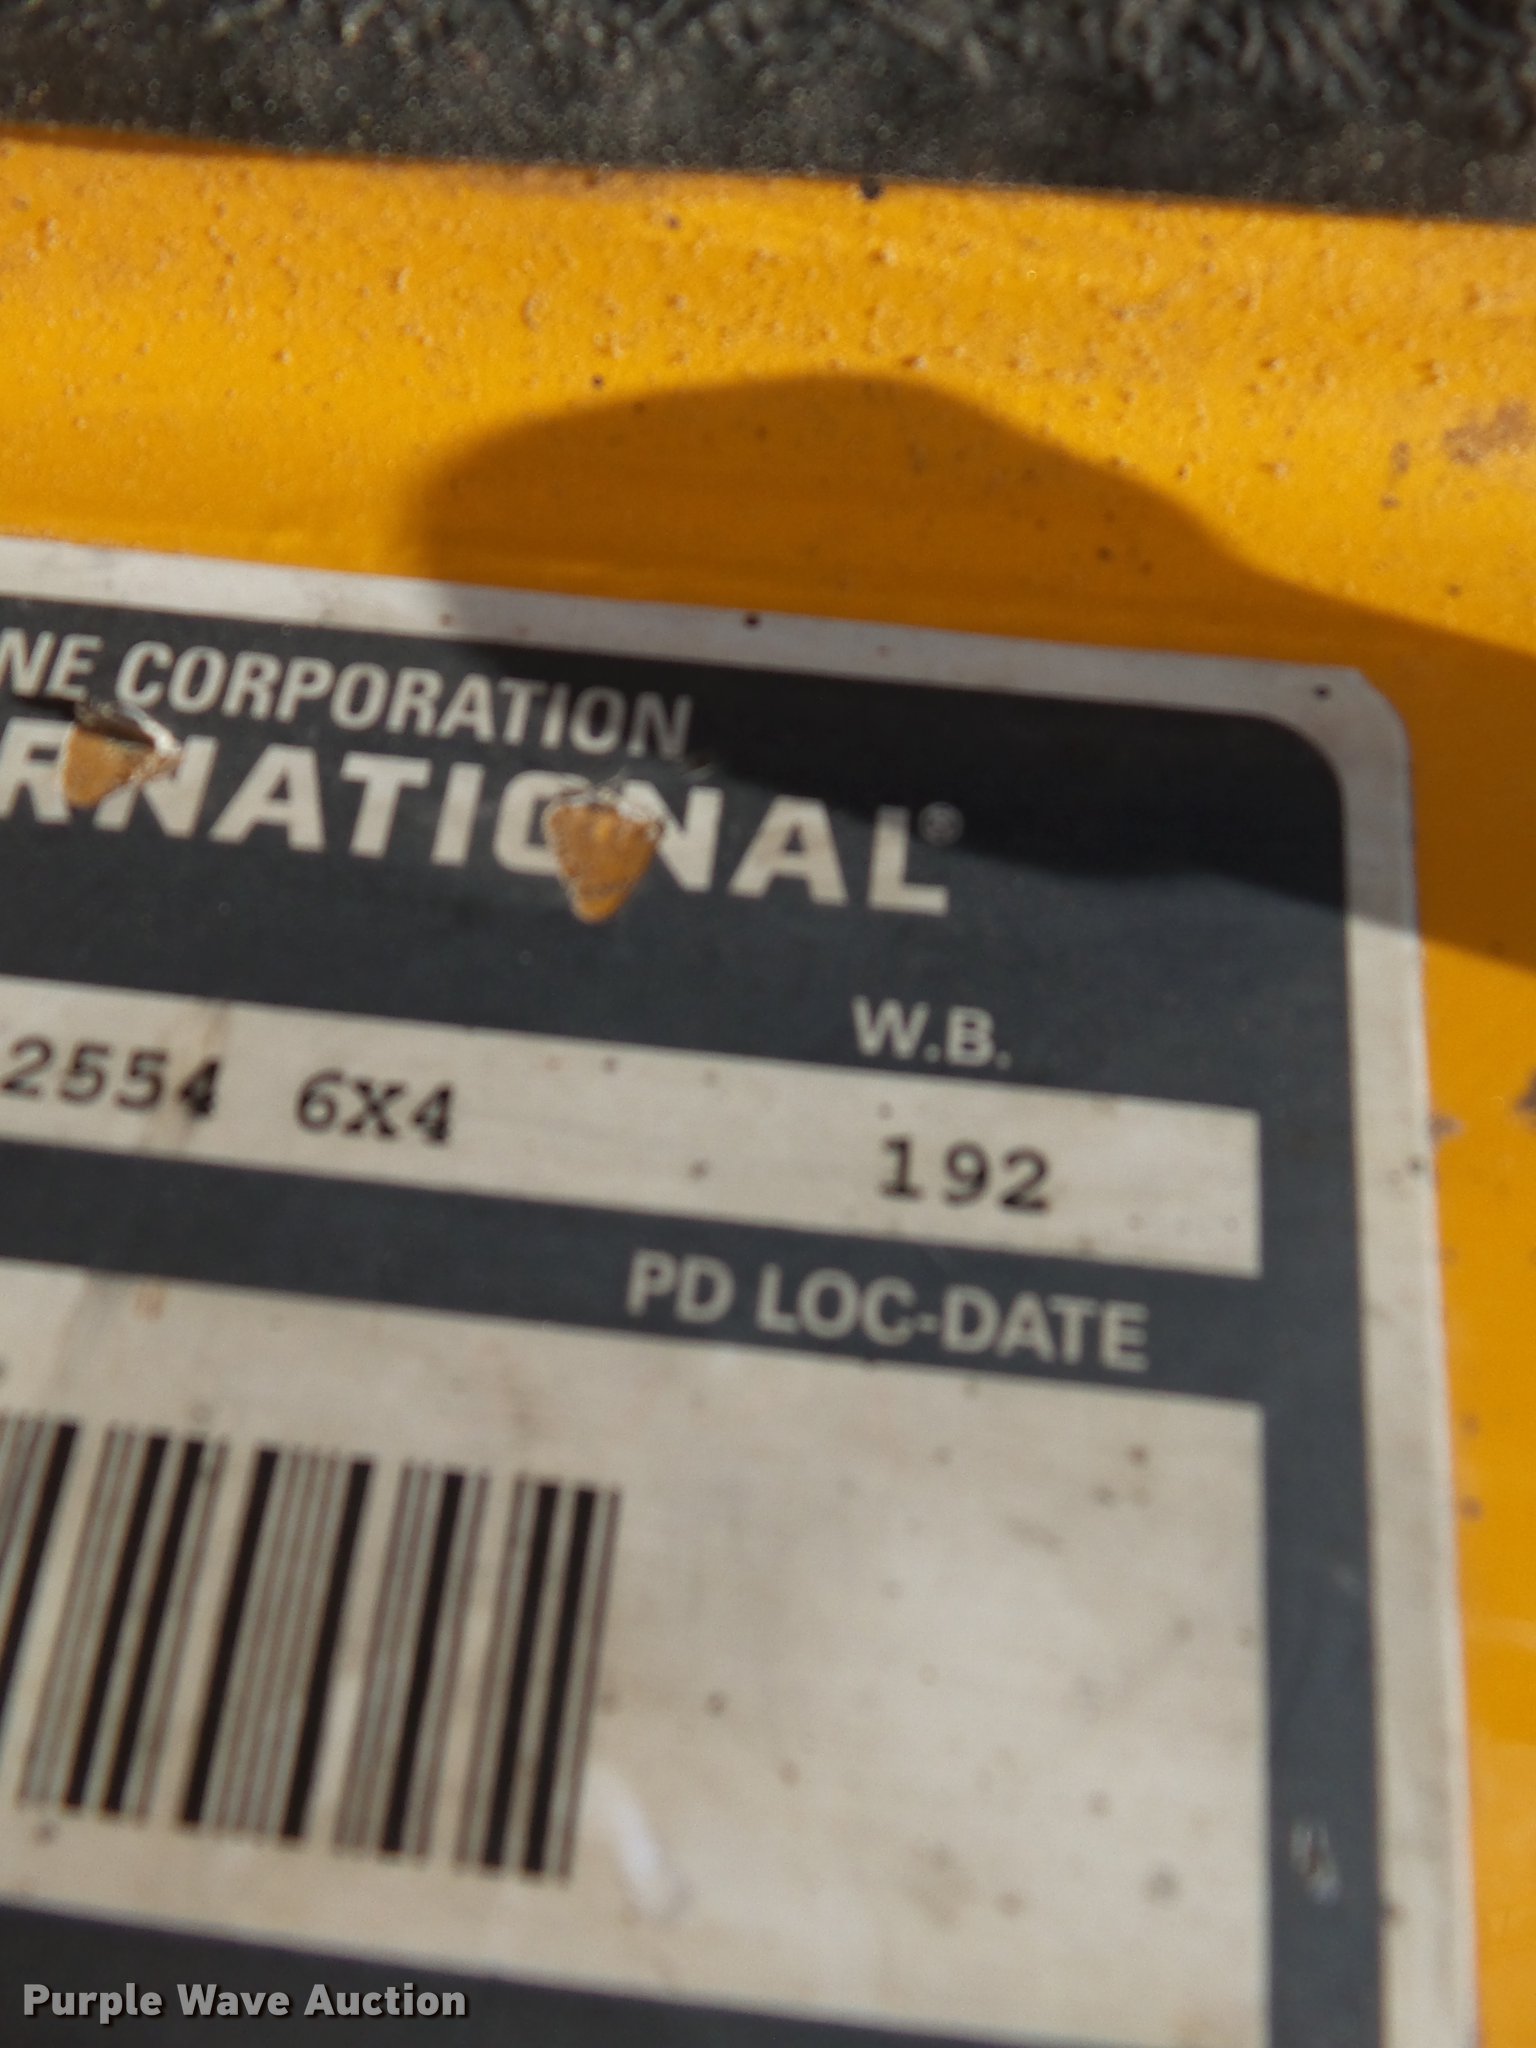 NE CORPORATION
RNATIONAL®
W.B.
2554 6X4 192
PD LOC-DATE
Purple Wave Auction